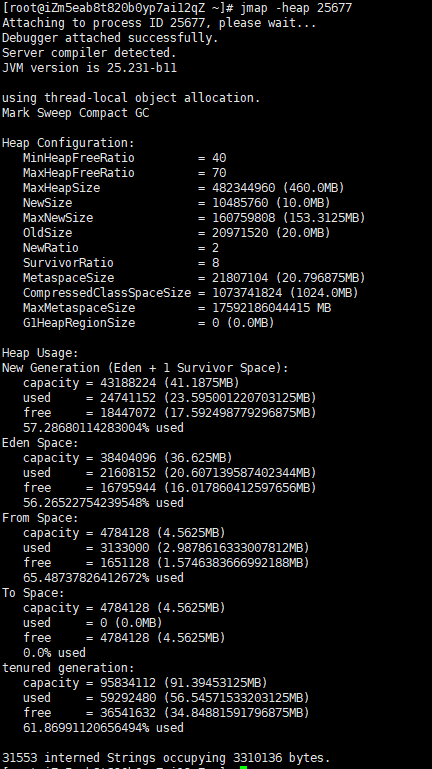 [root@iZm5eab8t820b0yp7ai12qZ ~]# jmap -heap 25677
Attaching to process ID 25677, please wait...
Debugger attached successfully.
Server compiler detected.
JVM version is 25.231-b11

using thread-local object allocation.
Mark Sweep Compact GC

Heap Configuration:
   MinHeapFreeRatio         = 40
   MaxHeapFreeRatio         = 70
   MaxHeapSize              = 482344960 (460.0MB)
   NewSize                  = 10485760 (10.0MB)
   MaxNewSize               = 160759808 (153.3125MB)
   OldSize                  = 20971520 (20.0MB)
   NewRatio                 = 2
   SurvivorRatio            = 8
   MetaspaceSize            = 21807104 (20.796875MB)
   CompressedClassSpaceSize = 1073741824 (1024.0MB)
   MaxMetaspaceSize         = 17592186044415 MB
   G1HeapRegionSize         = 0 (0.0MB)

Heap Usage:
New Generation (Eden + 1 Survivor Space):
   capacity = 43188224 (41.1875MB)
   used     = 24741152 (23.595001220703125MB)
   free     = 18447072 (17.592498779296875MB)
   57.28680114283004% used
Eden Space:
   capacity = 38404096 (36.625MB)
   used     = 21608152 (20.607139587402344MB)
   free     = 16795944 (16.017860412597656MB)
   56.26522754239548% used
From Space:
   capacity = 4784128 (4.5625MB)
   used     = 3133000 (2.9878616333007812MB)
   free     = 1651128 (1.5746383666992188MB)
   65.48737826412672% used
To Space:
   capacity = 4784128 (4.5625MB)
   used     = 0 (0.0MB)
   free     = 4784128 (4.5625MB)
   0.0% used
tenured generation:
   capacity = 95834112 (91.39453125MB)
   used     = 59292480 (56.54571533203125MB)
   free     = 36541632 (34.84881591796875MB)
   61.86991120656494% used

31553 interned Strings occupying 3310136 bytes.